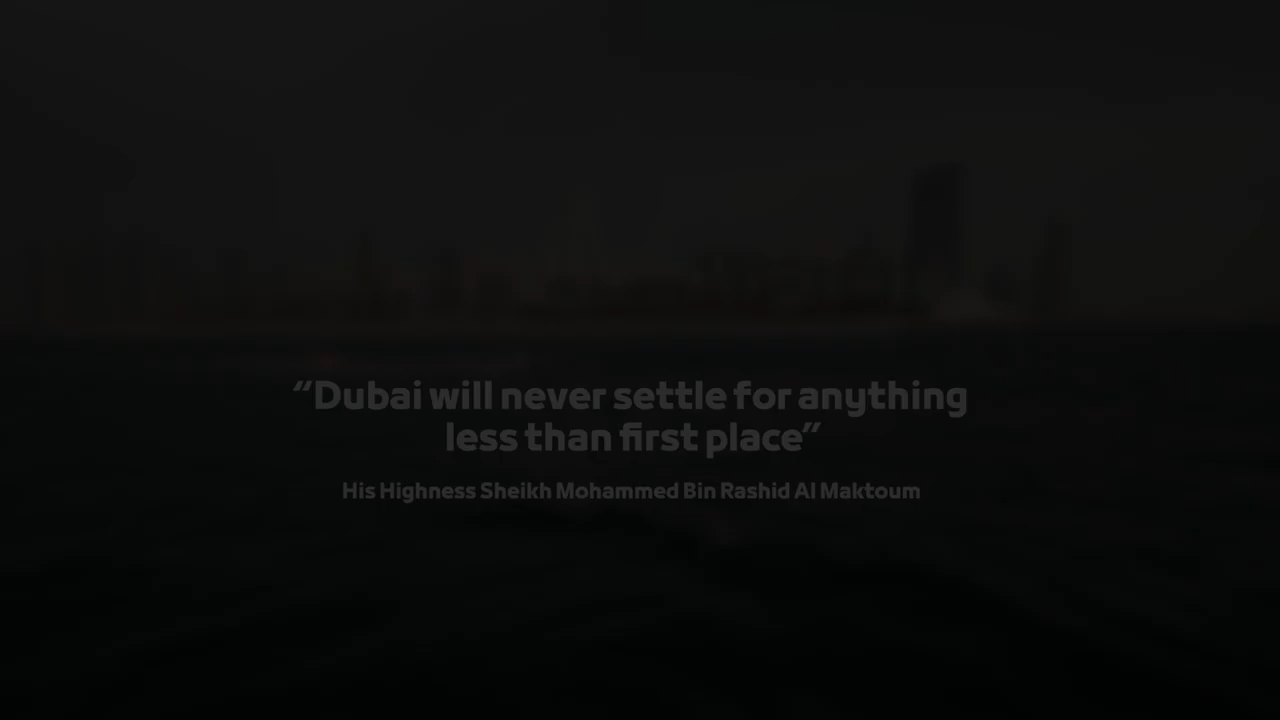 “Dubai will never settle for anything
less than first place”
His Highness Sheikh Mohammed Bin Rashid Al Maktoum